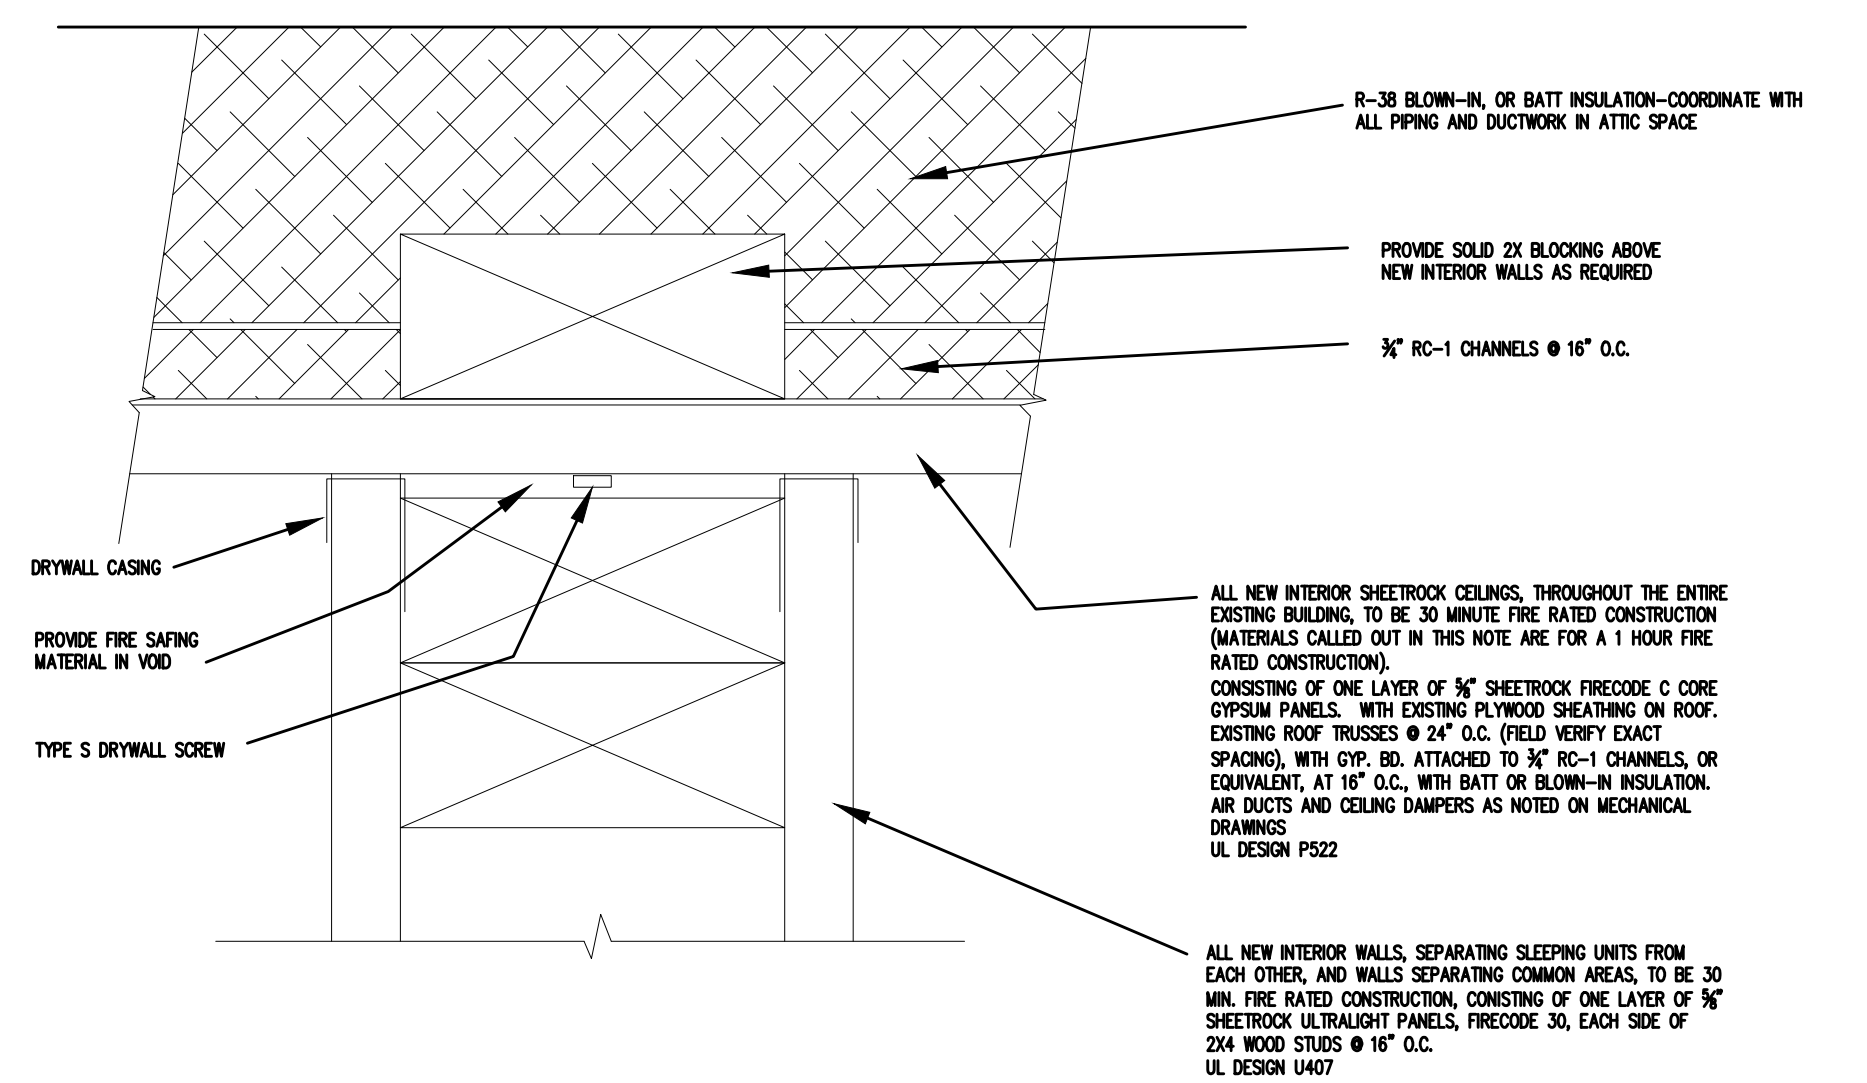 R-38 BLOWN-IN, OR BATT INSULATION-COORDINATE WITH
ALL PIPING AND DUCTWORK IN ATTIC SPACE
PROVIDE SOLID 2X BLOCKING ABOVE
NEW INTERIOR WALLS AS REQUIRED
¾" RC-1 CHANNELS @ 16" O.C.
DRYWALL CASING
PROVIDE FIRE SAFING
MATERIAL IN VOID
TYPE S DRYWALL SCREW
ALL NEW INTERIOR SHEETROCK CEILINGS, THROUGHOUT THE ENTIRE
EXISTING BUILDING, TO BE 30 MINUTE FIRE RATED CONSTRUCTION
(MATERIALS CALLED OUT IN THIS NOTE ARE FOR A 1 HOUR FIRE
RATED CONSTRUCTION).
CONSISTING OF ONE LAYER OF ⅝" SHEETROCK FIRECODE C CORE
GYPSUM PANELS. WITH EXISTING PLYWOOD SHEATHING ON ROOF.
EXISTING ROOF TRUSSES @ 24" O.C. (FIELD VERIFY EXACT
SPACING), WITH GYP. BD. ATTACHED TO ¾" RC-1 CHANNELS, OR
EQUIVALENT, AT 16" O.C., WITH BATT OR BLOWN-IN INSULATION.
AIR DUCTS AND CEILING DAMPERS AS NOTED ON MECHANICAL
DRAWINGS
UL DESIGN P522
ALL NEW INTERIOR WALLS, SEPARATING SLEEPING UNITS FROM
EACH OTHER, AND WALLS SEPARATING COMMON AREAS, TO BE 30
MIN. FIRE RATED CONSTRUCTION, CONISTING OF ONE LAYER OF ⅝"
SHEETROCK ULTRALIGHT PANELS, FIRECODE 30, EACH SIDE OF
2X4 WOOD STUDS @ 16" O.C.
UL DESIGN U407